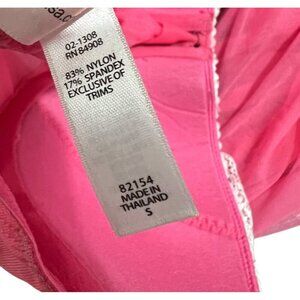 02-1308
RN 84908
83% NYLON
17% SPANDEX
EXCLUSIVE OF
TRIMS
82154
MADE IN
THAILAND
S